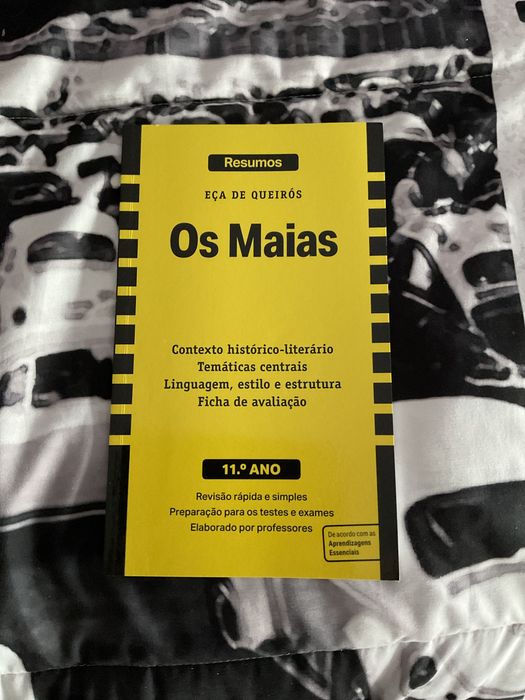 Resumos
EÇA DE QUEIRÓS
Os Maias
Contexto histórico-literário
Temáticas centrais
Linguagem, estilo e estrutura
Ficha de avaliação
11.º ANO
Revisão rápida e simples
Preparação para os testes e exames
Elaborado por professores
De acordo com as
Aprendizagens
Essenciais